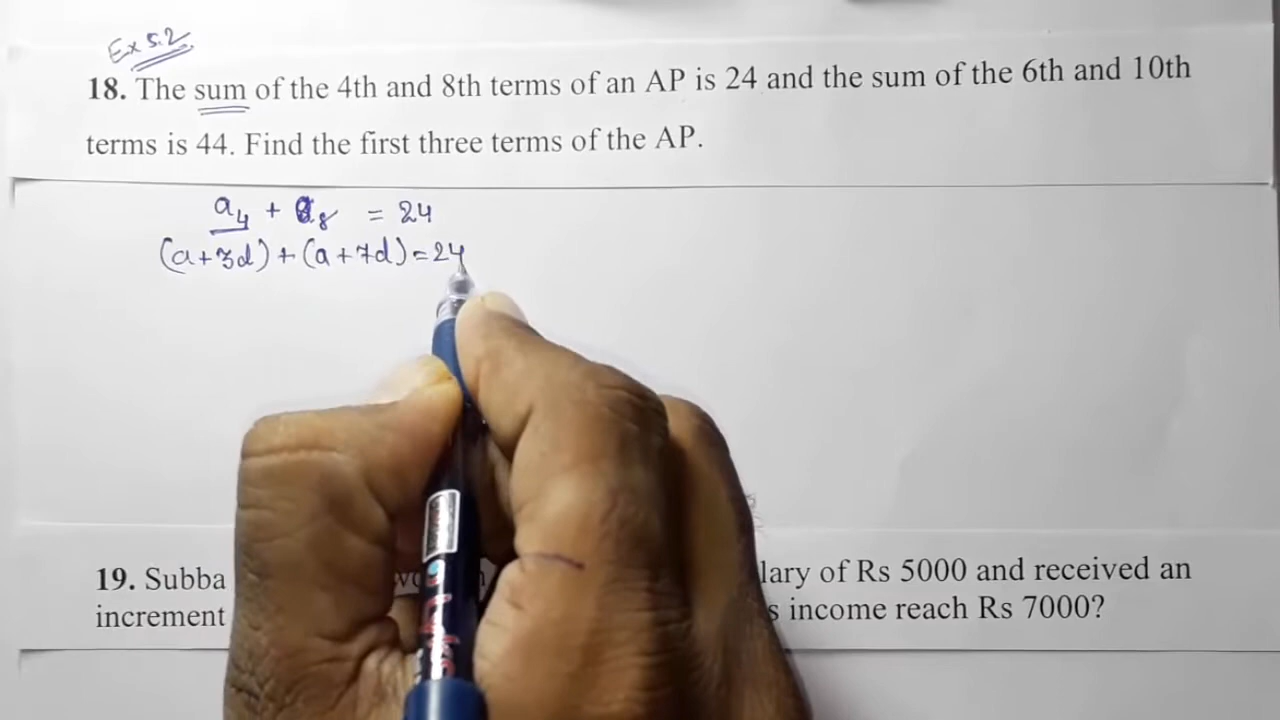 Ex 5.2
18. The sum of the 4th and 8th terms of an AP is 24 and the sum of the 6th and 10th
terms is 44. Find the first three terms of the AP.
a₄ + a₈ = 24
(a+3d)+(a+7d)=24
19. Subba lary of Rs 5000 and received an
increment s income reach Rs 7000?